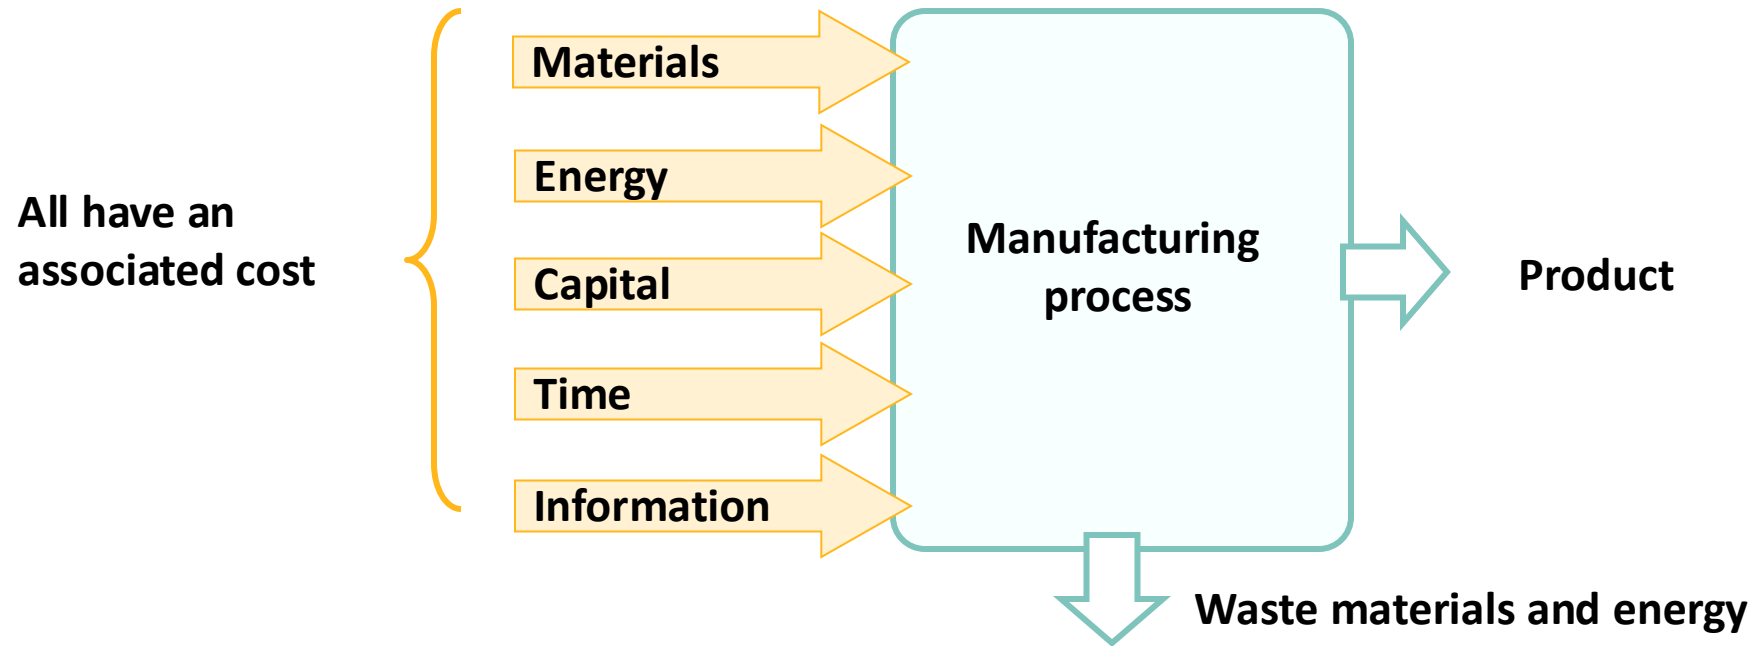 All have an
associated cost
Materials
Energy
Capital
Time
Information
Manufacturing
process
Product
Waste materials and energy